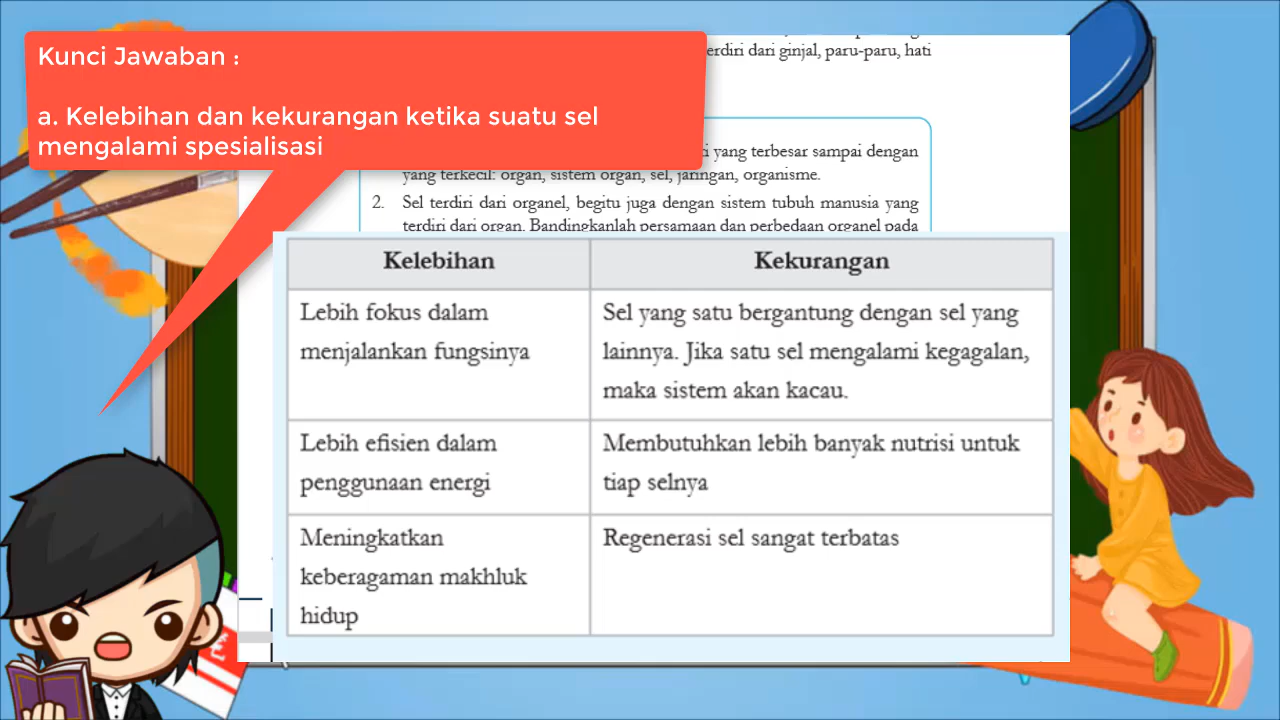 Kunci Jawaban :
a. Kelebihan dan kekurangan ketika suatu sel
mengalami spesialisasi
erdiri dari ginjal, paru-paru, hati
yang terbesar sampai dengan
yang terkecil: organ, sistem organ, sel, jaringan, organisme.
2. Sel terdiri dari organel, begitu juga dengan sistem tubuh manusia yang
terdiri dari organ. Bandingkanlah persamaan dan perbedaan organel pada
Kelebihan Kekurangan
Lebih fokus dalam
menjalankan fungsinya
Sel yang satu bergantung dengan sel yang
lainnya. Jika satu sel mengalami kegagalan,
maka sistem akan kacau.
Lebih efisien dalam
penggunaan energi
Membutuhkan lebih banyak nutrisi untuk
tiap selnya
Meningkatkan
keberagaman makhluk
hidup
Regenerasi sel sangat terbatas